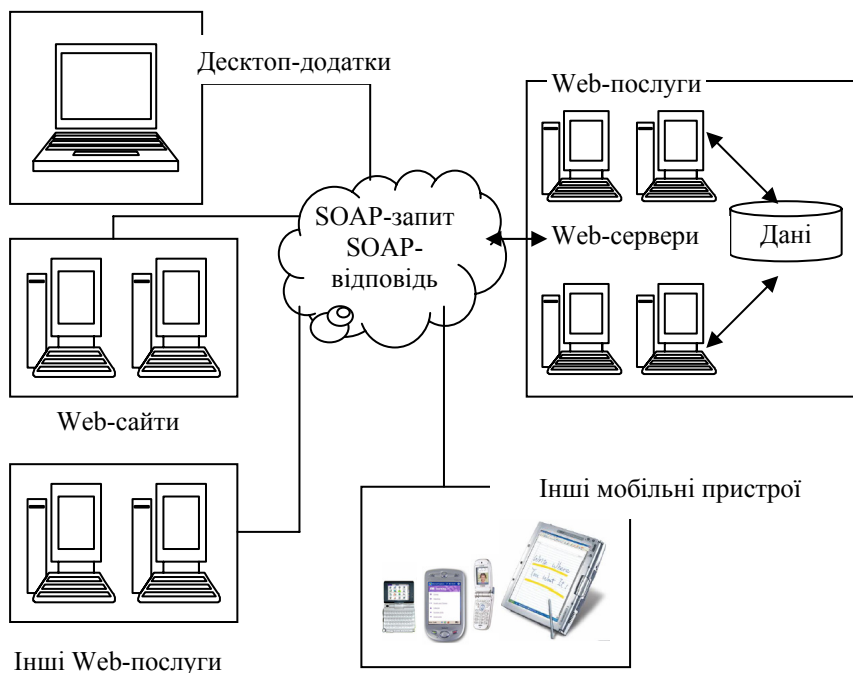 Десктоп-додатки
Web-послуги
SOAP-запит
SOAP-
відповідь
Web-сервери
Дані
Web-сайти
Інші мобільні пристрої
Інші Web-послуги